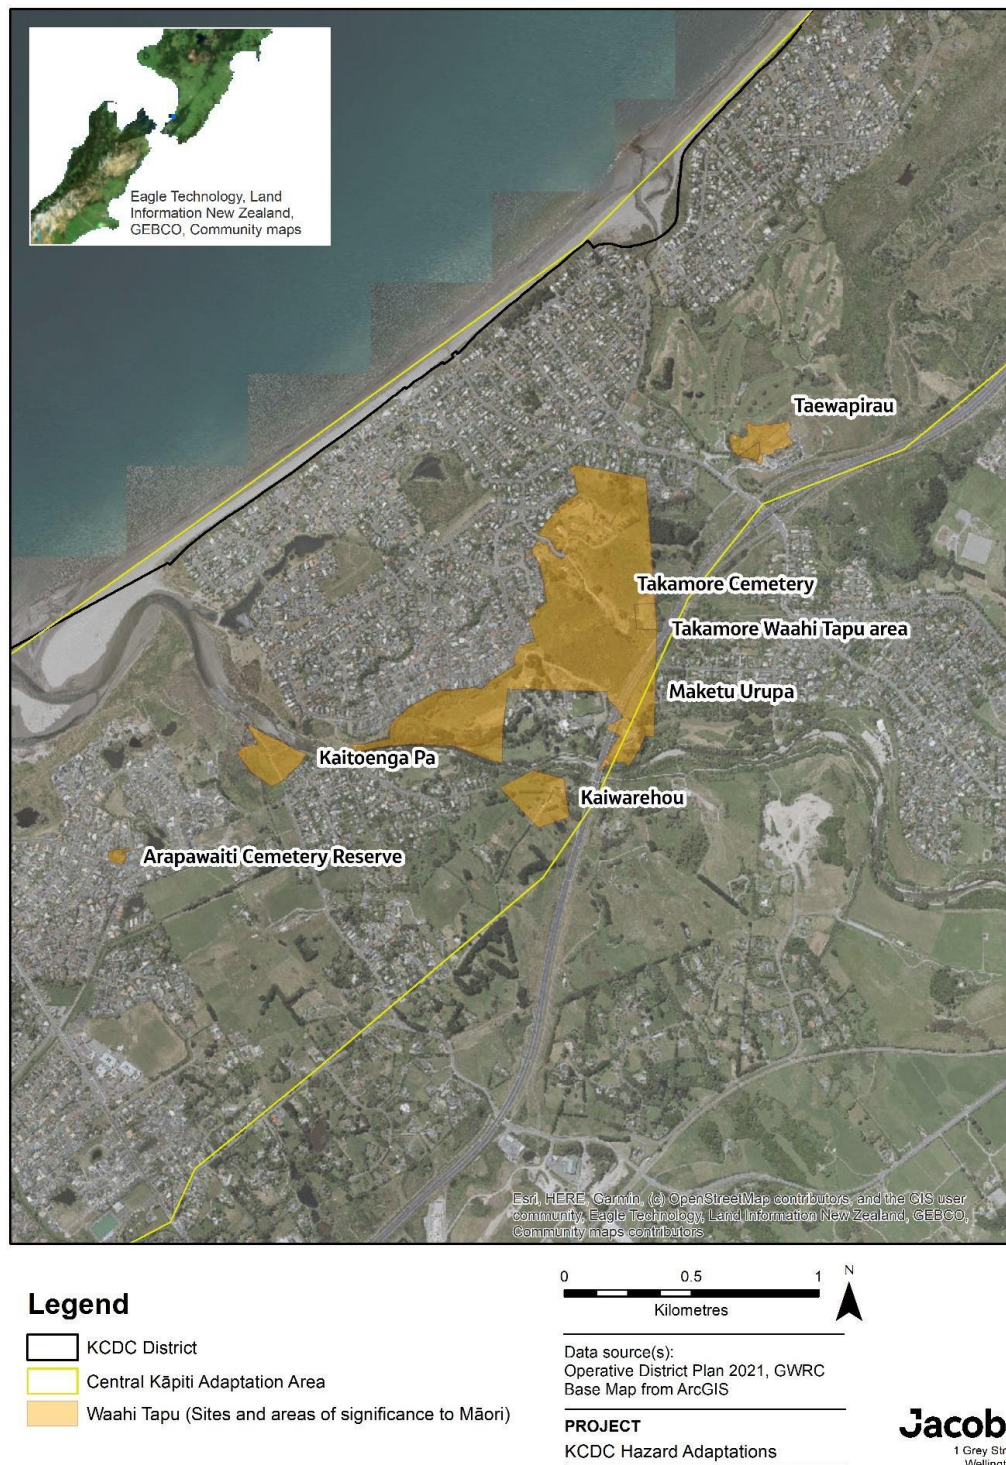 Eagle Technology, Land
Information New Zealand,
GEBCO, Community maps
Taewapirau
Takamore Cemetery
Takamore Waahi Tapu area
Maketu Urupa
Kaitoenga Pa
Kaiwarehou
Arapawaiti Cemetery Reserve
Esri, HERE, Garmin, (c) OpenStreetMap contributors, and the GIS user
community, Eagle Technology, Land Information New Zealand, GEBCO,
Community maps contributors
Legend
KCDC District
Central Kāpiti Adaptation Area
Waahi Tapu (Sites and areas of significance to Māori)
0 0.5 1
Kilometres
N
Data source(s):
Operative District Plan 2021, GWRC
Base Map from ArcGIS
PROJECT
KCDC Hazard Adaptations
Jacob
1 Grey Str
Welling